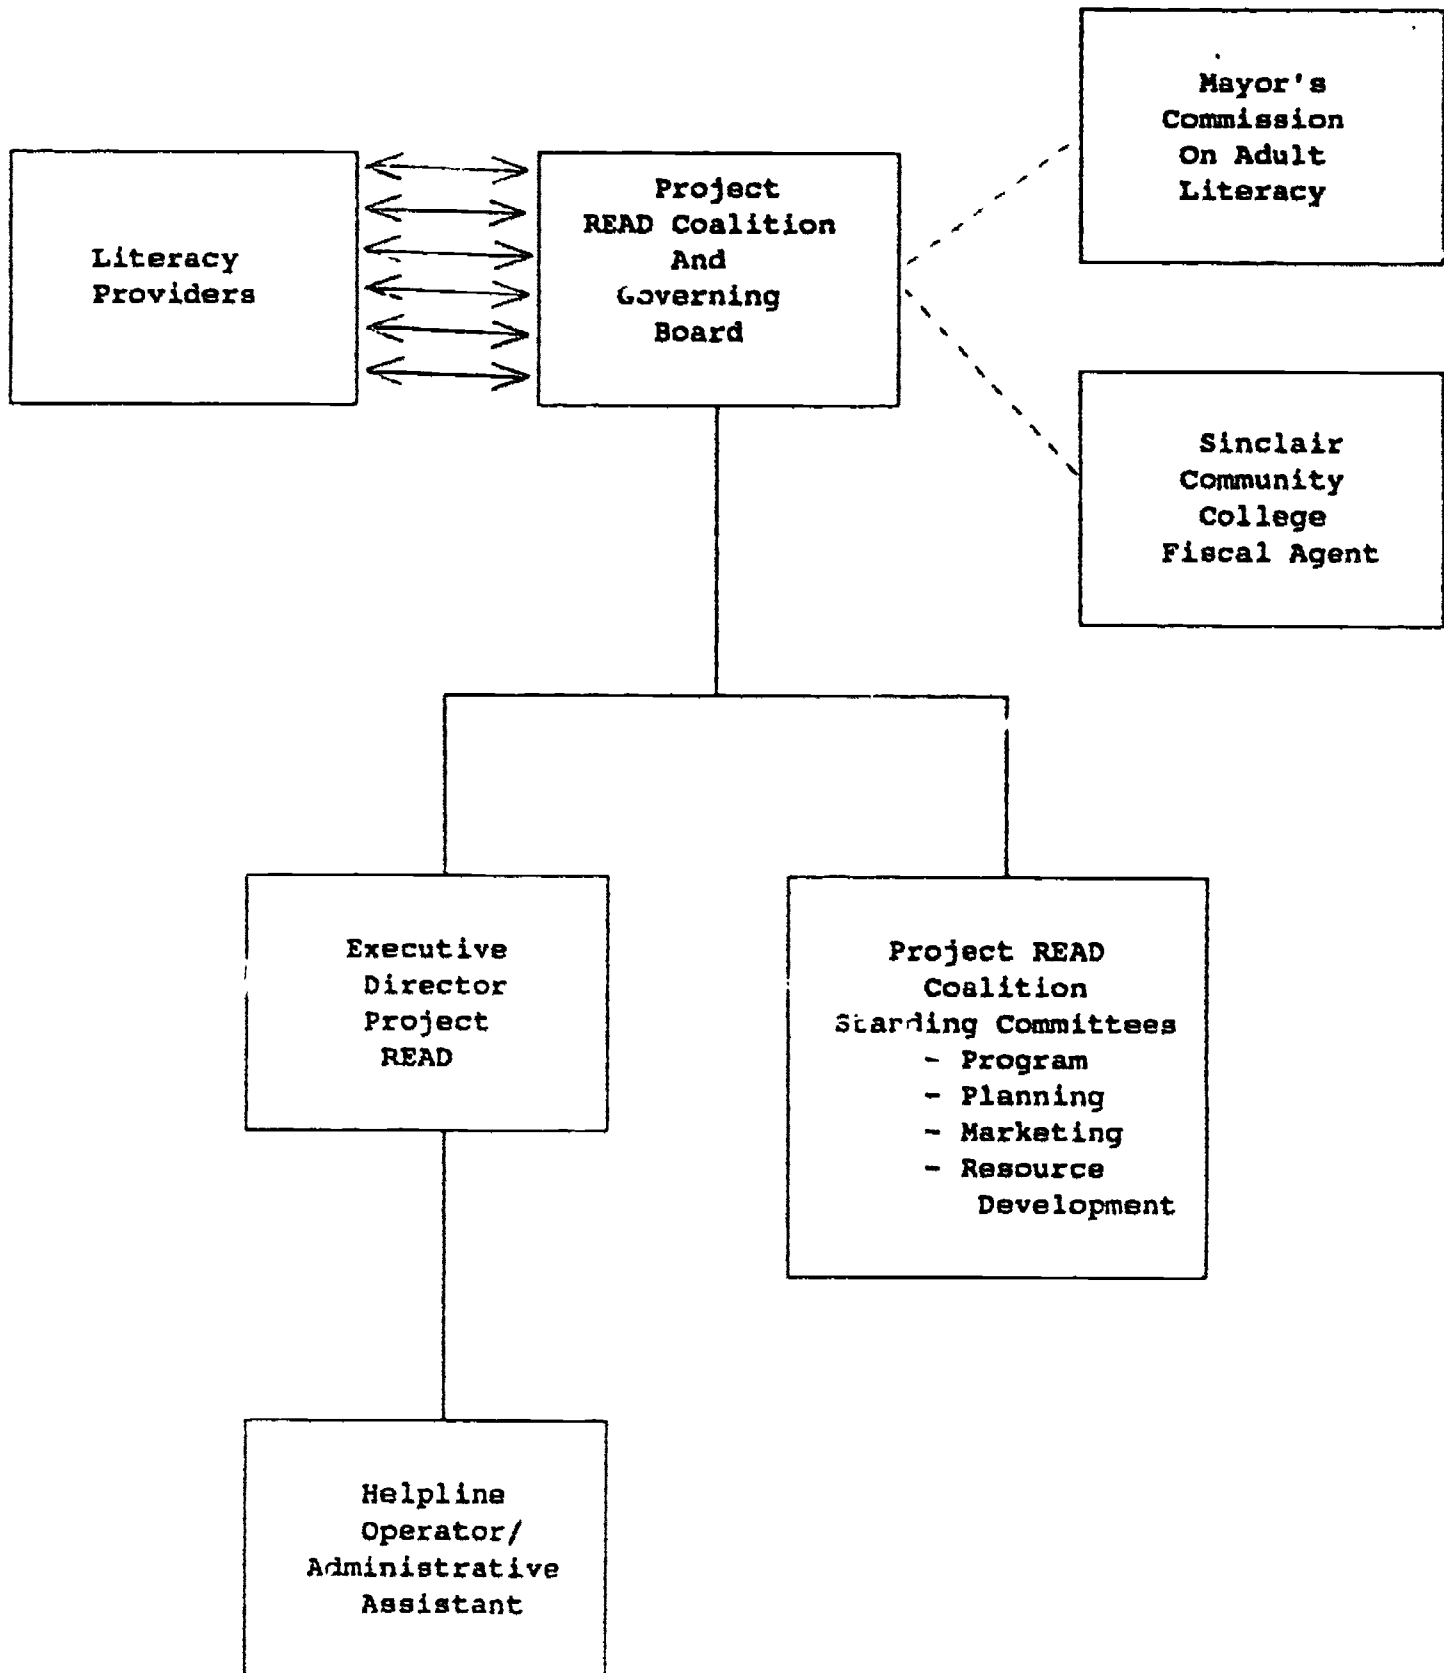 Mayor's
Commission
On Adult
Literacy
Literacy
Providers
Project
READ Coalition
And
Governing
Board
Sinclair
Community
College
Fiscal Agent
Executive
Director
Project
READ
Project READ
Coalition
Standing Committees
- Program
- Planning
- Marketing
- Resource
Development
Helpline
Operator/
Administrative
Assistant